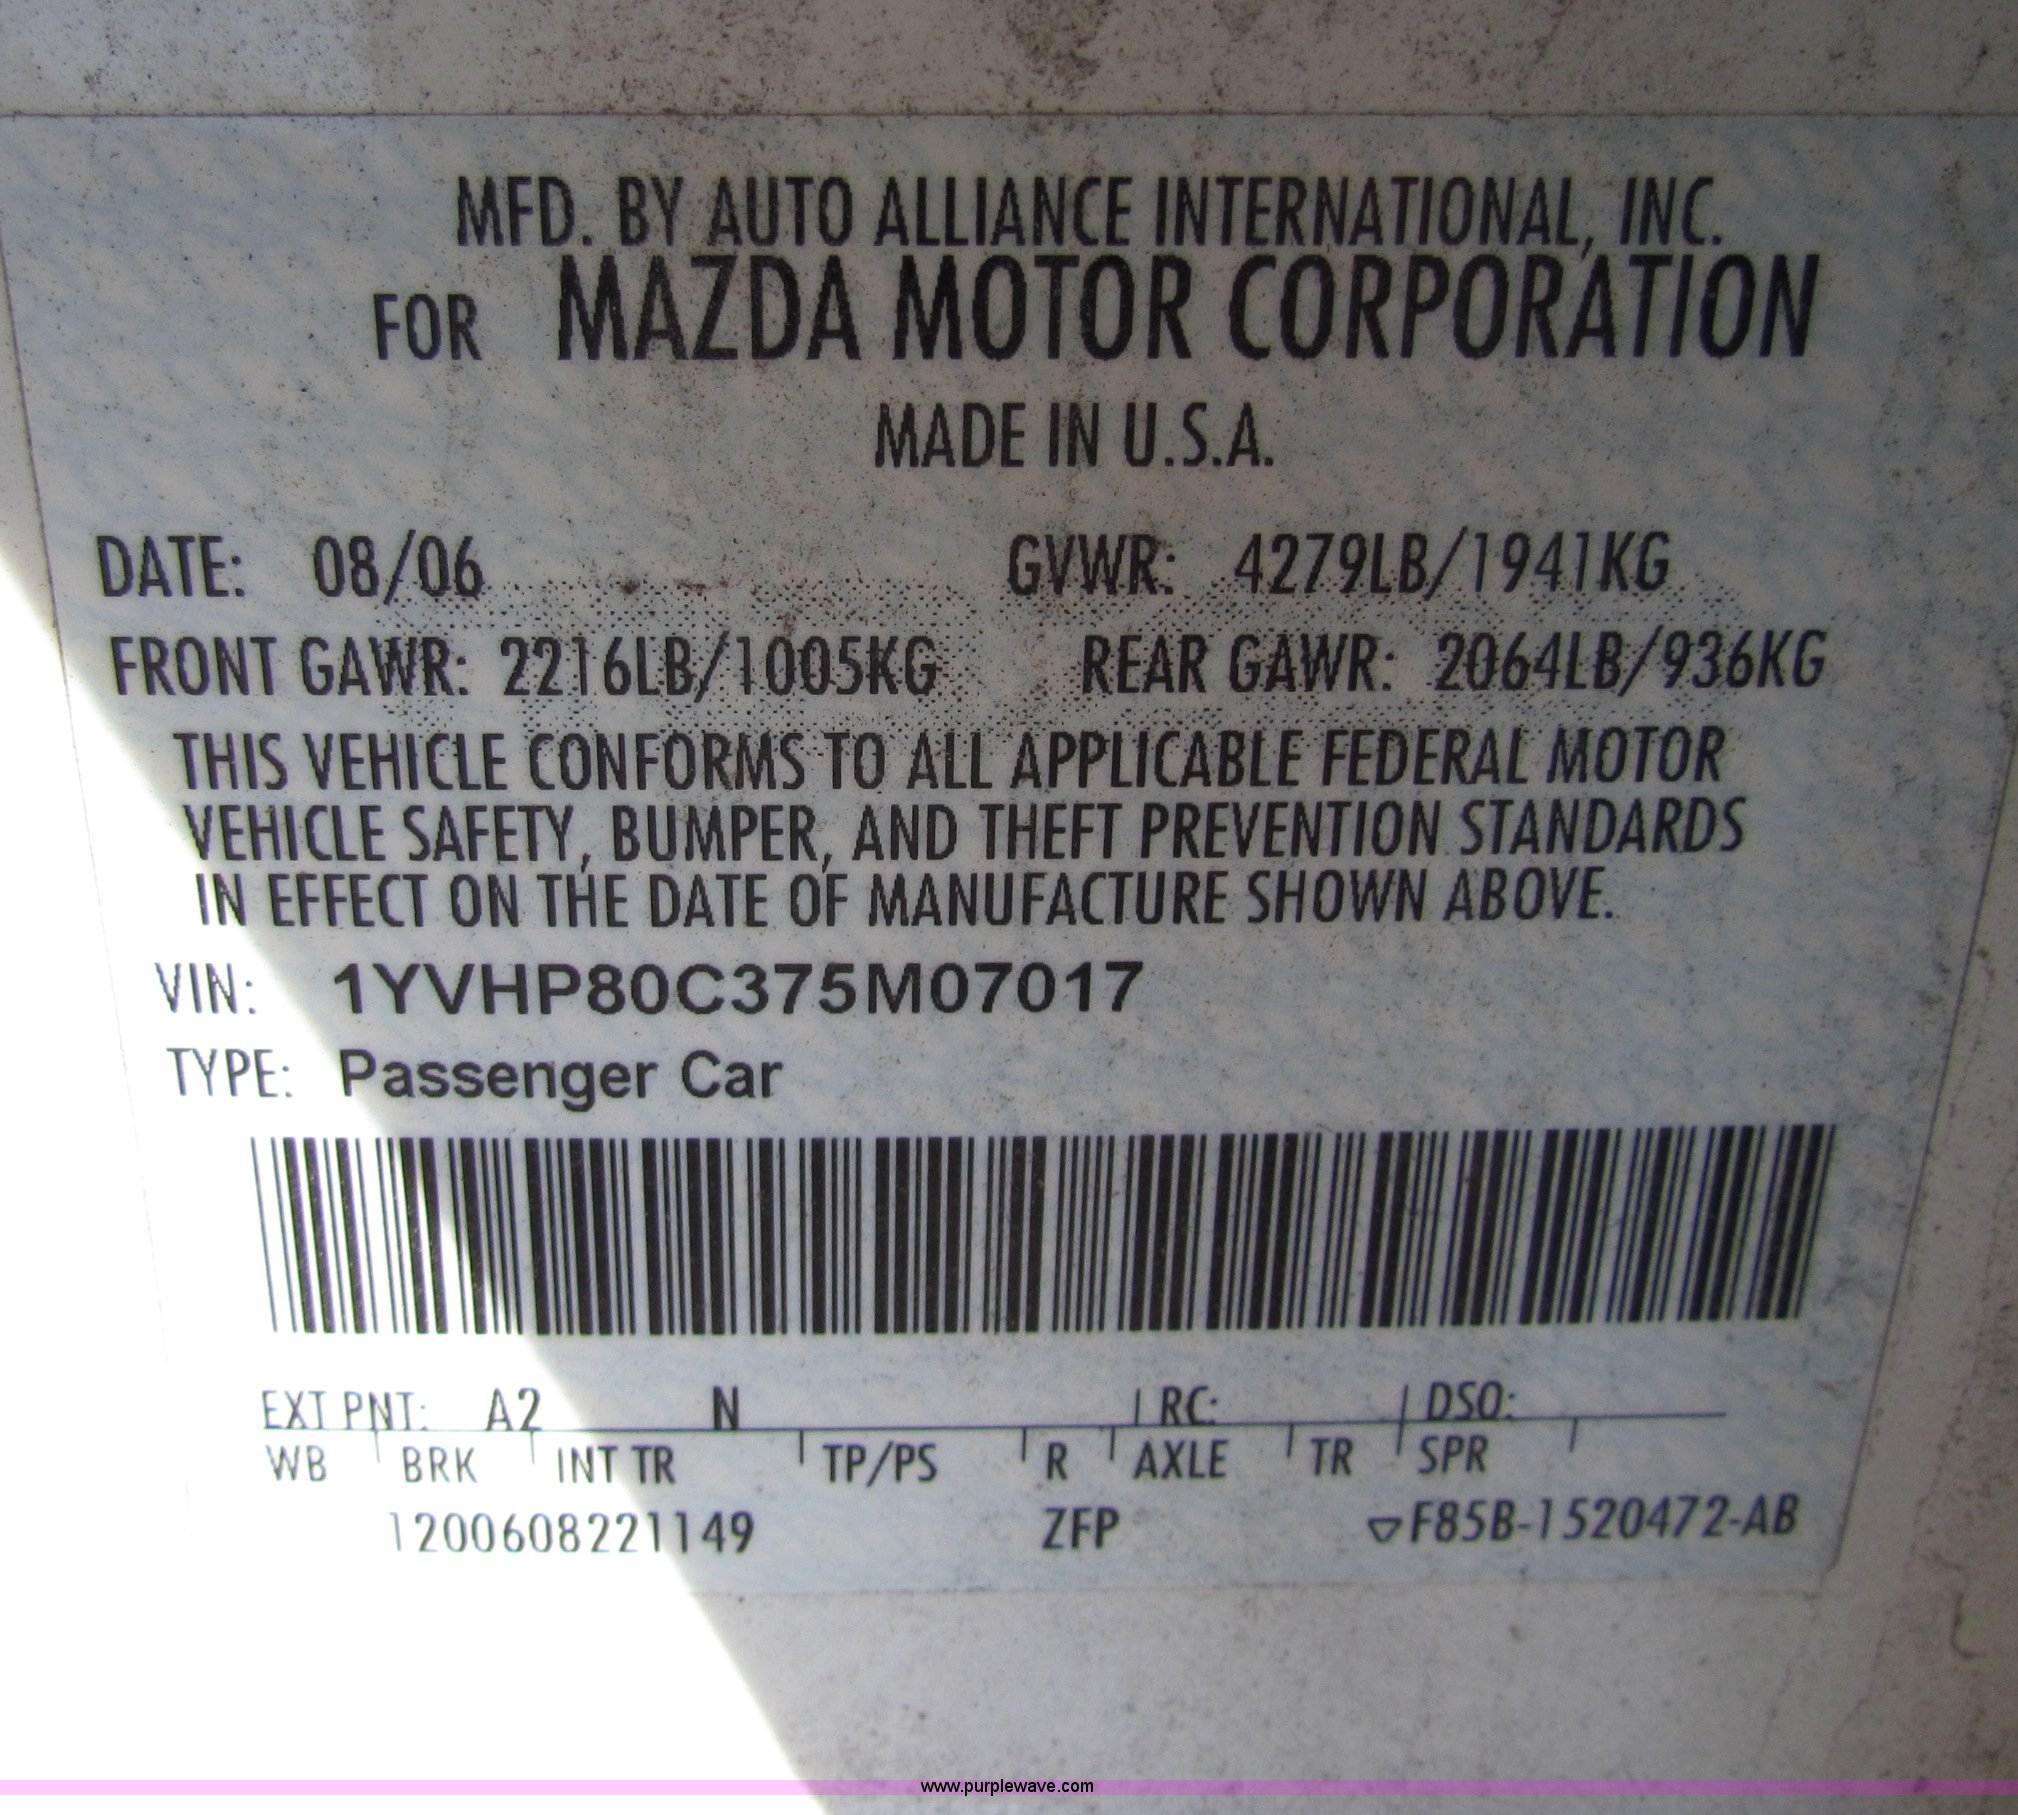 MFD. BY AUTO ALLIANCE INTERNATIONAL, INC.
FOR MAZDA MOTOR CORPORATION
MADE IN U.S.A.
DATE: 08/06 GVWR: 4279LB/1941KG
FRONT GAWR: 2216LB/1005KG REAR GAWR: 2064LB/936KG
THIS VEHICLE CONFORMS TO ALL APPLICABLE FEDERAL MOTOR
VEHICLE SAFETY, BUMPER, AND THEFT PREVENTION STANDARDS
IN EFFECT ON THE DATE OF MANUFACTURE SHOWN ABOVE.
VIN: 1YVHP80C375M07017
TYPE: Passenger Car
EXT PNT: A2 N RC: DSO:
WB BRK INT TR TP/PS R AXLE TR SPR
1200608221149 ZFP F85B-1520472-AB
www.purplewave.com